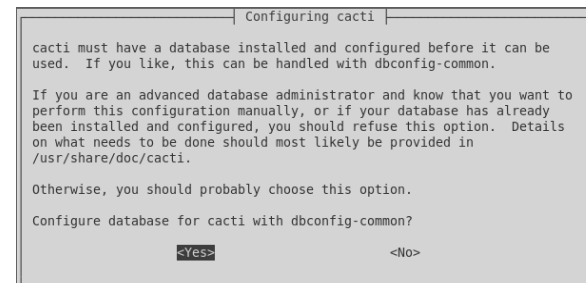 Configuring cacti
cacti must have a database installed and configured before it can be
used.  If you like, this can be handled with dbconfig-common.
If you are an advanced database administrator and know that you want to
perform this configuration manually, or if your database has already
been installed and configured, you should refuse this option.  Details
on what needs to be done should most likely be provided in
/usr/share/doc/cacti.
Otherwise, you should probably choose this option.
Configure database for cacti with dbconfig-common?
<Yes> <No>